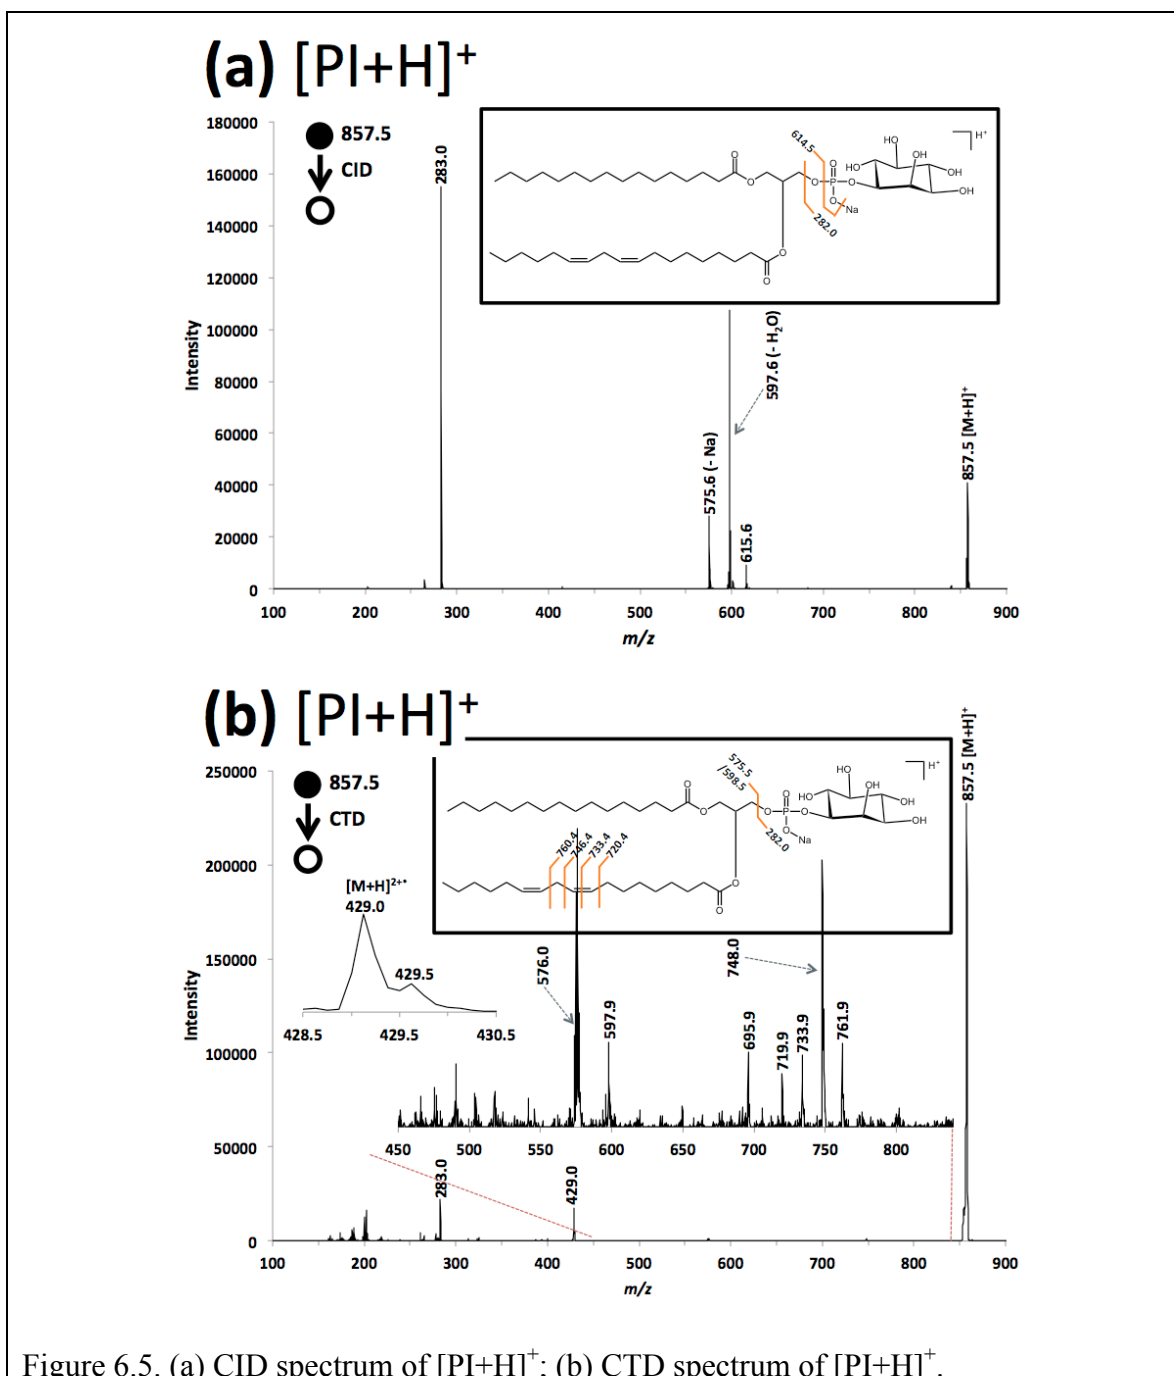 (a) [PI+H]+
180000
160000
140000
120000
100000
80000
60000
40000
20000
0
Intensity
857.5
CID
283.0
575.6 (- Na)
597.6 (- H2O)
615.6
857.5 [M+H]+
614.5
282.0
O
O
O
O
O
O
P
O
O
Na
HO
HO
OH
OH
OH
H+
100 200 300 400 500 600 700 800 900
m/z
(b) [PI+H]+
250000
200000
150000
100000
50000
0
Intensity
857.5
CTD
[M+H]2+•
429.0
429.5
428.5 429.5 430.5
575.5
/598.5
282.0
760.4
746.4
733.4
720.4
O
O
O
O
O
O
P
O
O
Na
HO
HO
OH
OH
OH
H+
576.0
597.9
695.9
719.9
733.9
748.0
761.9
857.5 [M+H]+
450 500 550 600 650 700 750 800
283.0
429.0
100 200 300 400 500 600 700 800 900
m/z
Figure 6.5. (a) CID spectrum of [PI+H]+; (b) CTD spectrum of [PI+H]+.